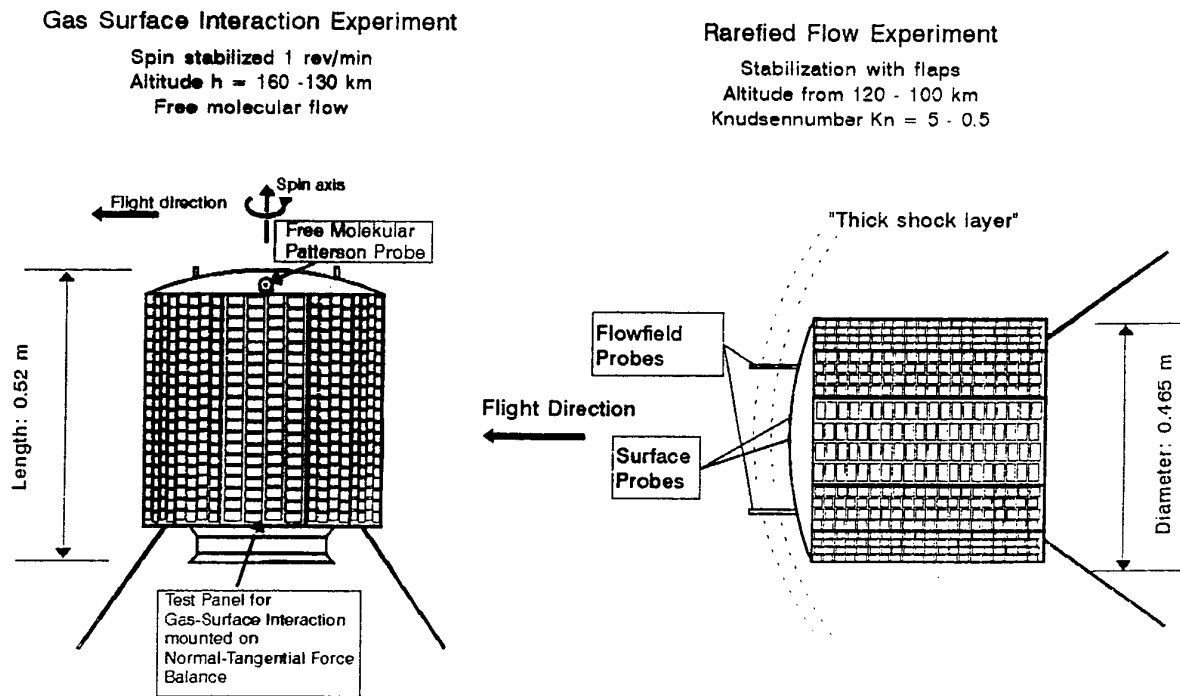 Gas Surface Interaction Experiment
Spin stabilized 1 rev/min
Altitude h = 160 -130 km
Free molecular flow
Spin axis
Flight direction
Free Molekular
Patterson Probe
Length: 0.52 m
Test Panel for
Gas-Surface Interaction
mounted on
Normal-Tangential Force
Balance
Rarefied Flow Experiment
Stabilization with flaps
Altitude from 120 - 100 km
Knudsennumber Kn = 5 - 0.5
"Thick shock layer"
Flowfield
Probes
Flight Direction
Surface
Probes
Diameter: 0.465 m